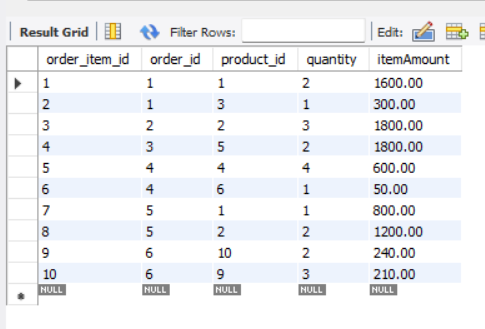 Result Grid Filter Rows: Edit:
order_item_id order_id product_id quantity itemAmount
1 1 1 2 1600.00
2 1 3 1 300.00
3 2 2 3 1800.00
4 3 5 2 1800.00
5 4 4 4 600.00
6 4 6 1 50.00
7 5 1 1 800.00
8 5 2 2 1200.00
9 6 10 2 240.00
10 6 9 3 210.00
NULL NULL NULL NULL NULL